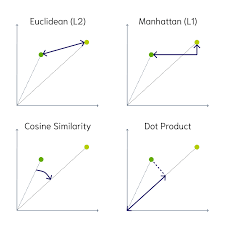 Euclidean (L2)
Manhattan (L1)
Cosine Similarity
Dot Product